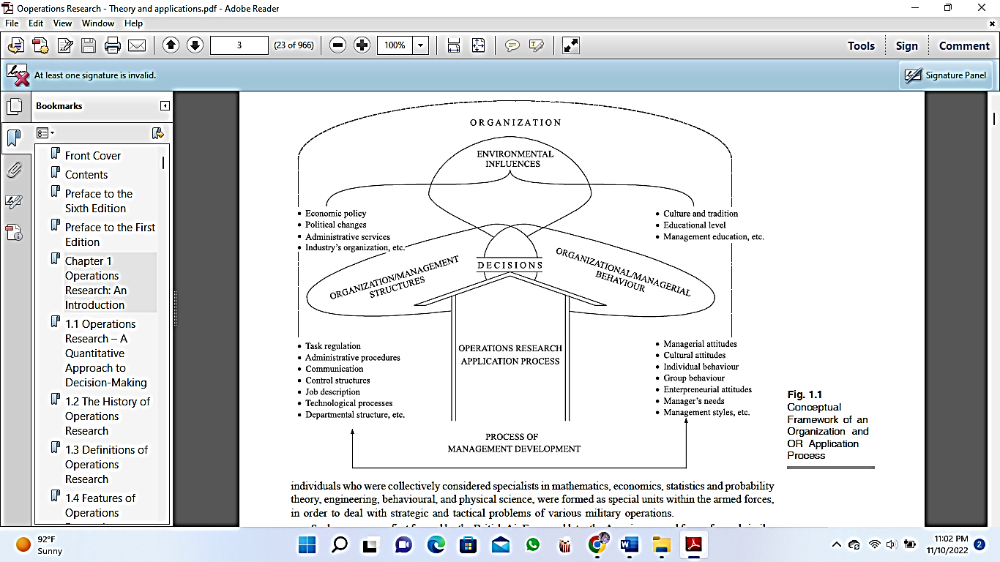 Ooperations Research - Theory and applications.pdf - Adobe Reader
File Edit View Window Help
3 (23 of 966) 100% Tools Sign Comment
At least one signature is invalid. Signature Panel
Bookmarks
Front Cover
Contents
Preface to the
Sixth Edition
Preface to the First
Edition
Chapter 1
Operations
Research: An
Introduction
1.1 Operations
Research – A
Quantitative
Approach to
Decision-Making
1.2 The History of
Operations
Research
1.3 Definitions of
Operations
Research
1.4 Features of
Operations
ORGANIZATION
ENVIRONMENTAL
INFLUENCES
• Economic policy
• Political changes
• Administrative services
• Industry's organization, etc.
• Culture and tradition
• Educational level
• Management education, etc.
ORGANIZATION/MANAGEMENT
STRUCTURES
DECISIONS
ORGANIZATIONAL/MANAGERIAL
BEHAVIOUR
• Task regulation
• Administrative procedures
• Communication
• Control structures
• Job description
• Technological processes
• Departmental structure, etc.
OPERATIONS RESEARCH
APPLICATION PROCESS
• Managerial attitudes
• Cultural attitudes
• Individual behaviour
• Group behaviour
• Enterpreneurial attitudes
• Manager's needs
• Management styles, etc.
PROCESS OF
MANAGEMENT DEVELOPMENT
Fig. 1.1
Conceptual
Framework of an
Organization and
OR Application
Process
individuals who were collectively considered specialists in mathematics, economics, statistics and probability
theory, engineering, behavioural, and physical science, were formed as special units within the armed forces,
in order to deal with strategic and tactical problems of various military operations.
92°F
Sunny
11:02 PM
11/10/2022
2